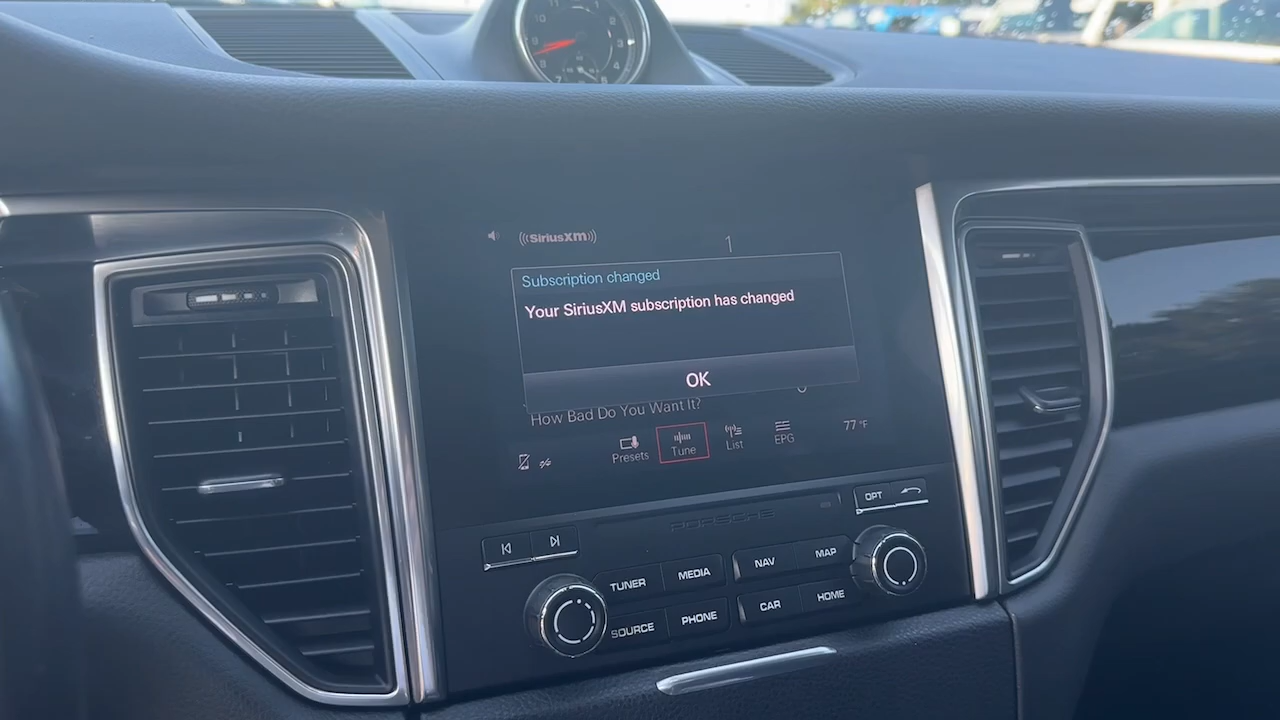 SiriusXM
1
Subscription changed
Your SiriusXM subscription has changed
OK
How Bad Do You Want It?
Presets
Tune
List
EPG
77 °F
PORSCHE
OPT
TUNER
MEDIA
NAV
MAP
SOURCE
PHONE
CAR
HOME